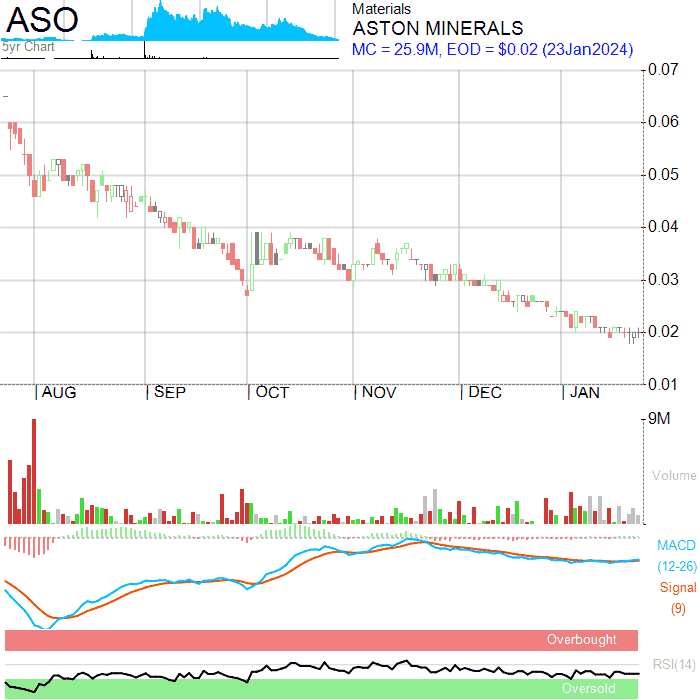 ASO
5yr Chart
Materials
ASTON MINERALS
MC = 25.9M, EOD = $0.02 (23Jan2024)
0.07
0.06
0.05
0.04
0.03
0.02
0.01
AUG SEP OCT NOV DEC JAN
9M
Volume
MACD
(12-26)
Signal
(9)
Overbought
RSI(14)
Oversold